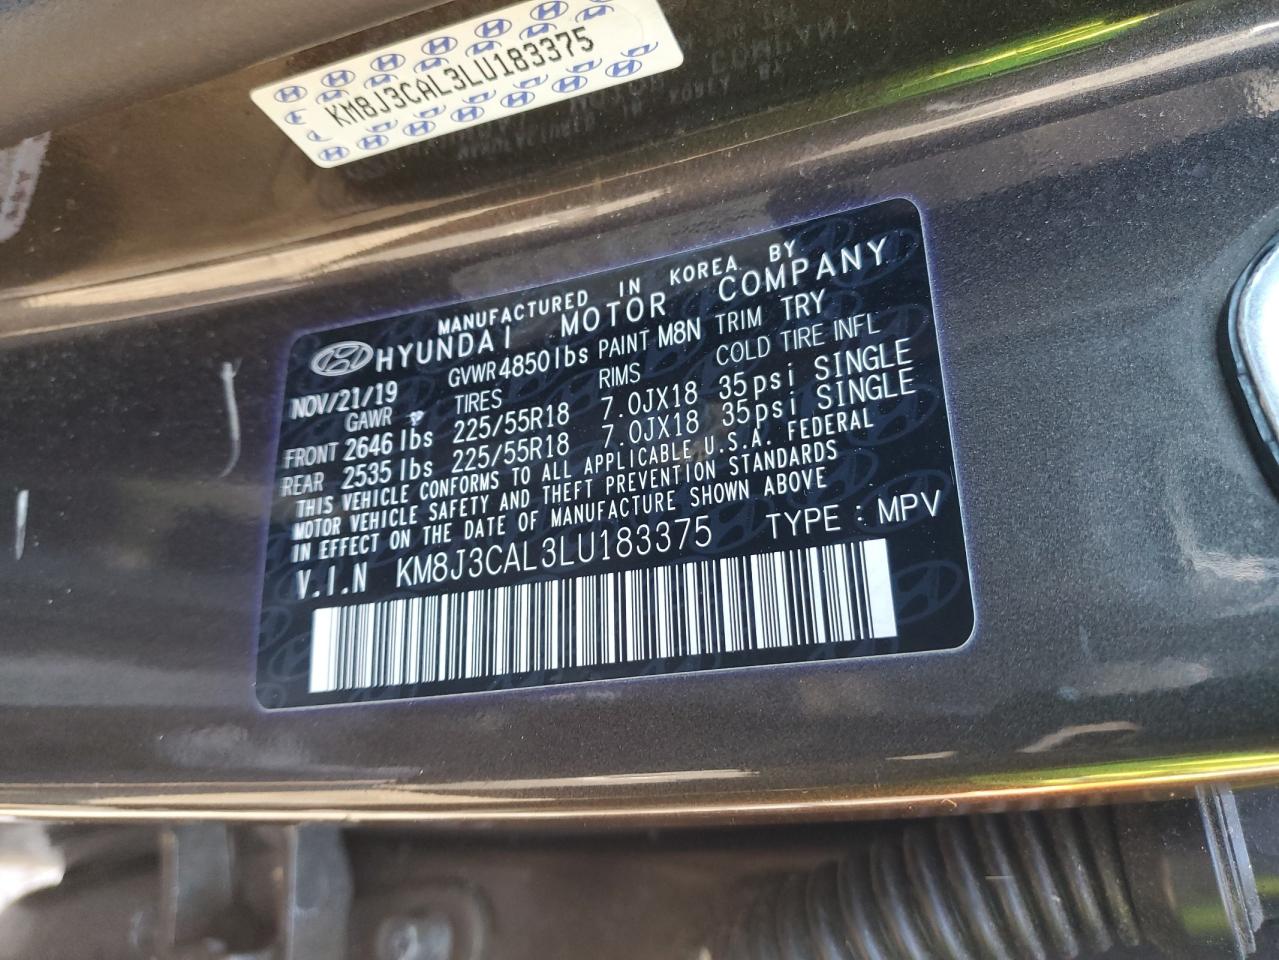 KM8J3CAL3LU183375
MANUFACTURED IN KOREA BY
HYUNDAI MOTOR COMPANY
NOV/21/19 GVWR 4850 lbs PAINT M8N TRIM TRY
GAWR TIRES RIMS COLD TIRE INFL
FRONT 2646 lbs 225/55R18 7.0JX18 35psi SINGLE
REAR 2535 lbs 225/55R18 7.0JX18 35psi SINGLE
THIS VEHICLE CONFORMS TO ALL APPLICABLE U.S.A. FEDERAL
MOTOR VEHICLE SAFETY AND THEFT PREVENTION STANDARDS
IN EFFECT ON THE DATE OF MANUFACTURE SHOWN ABOVE
V.I.N KM8J3CAL3LU183375 TYPE : MPV